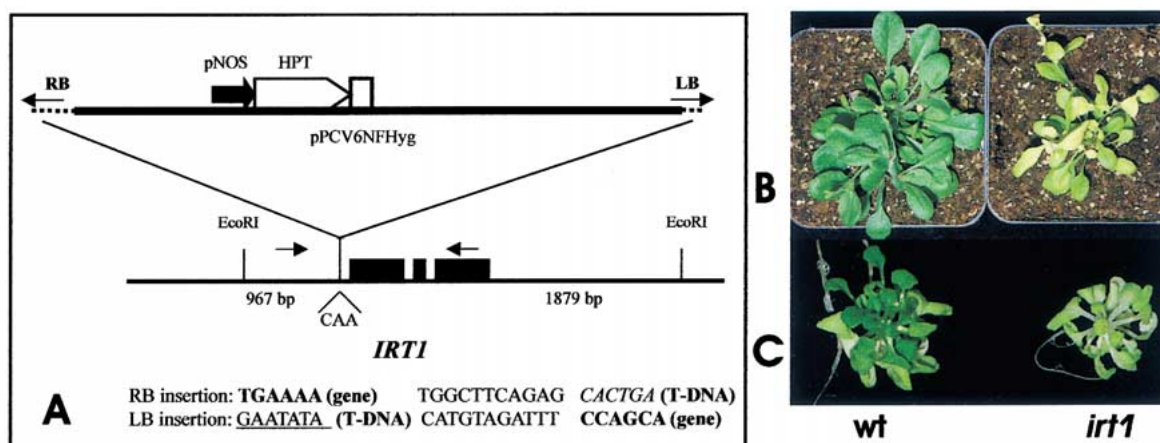 pNOS HPT
RB LB
pPCV6NFHyg
EcoRI EcoRI
967 bp 1879 bp
CAA
IRT1
RB insertion: TGAAAA (gene) TGGCTTCAGAG CACTGA (T-DNA)
LB insertion: GAATATA (T-DNA) CATGTAGATTT CCAGCA (gene)
A
B
C
wt irt1